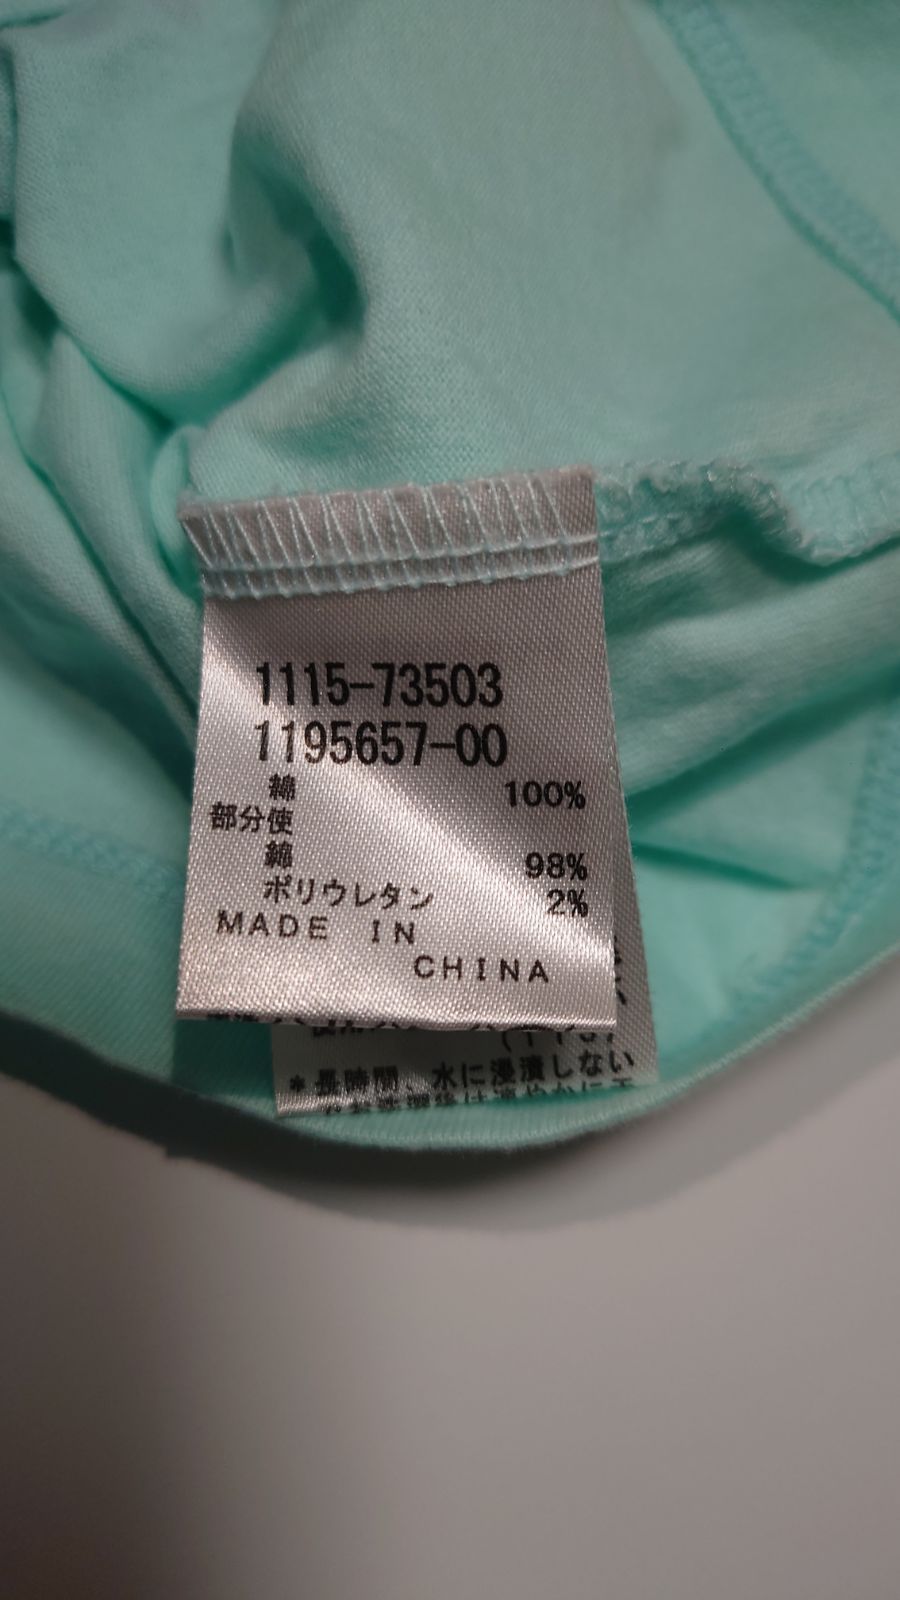 1115-73503
1195657-00
綿 100%
部分使
綿 98%
ポリウレタン 2%
MADE IN
CHINA
*長時間、水に浸漬しない